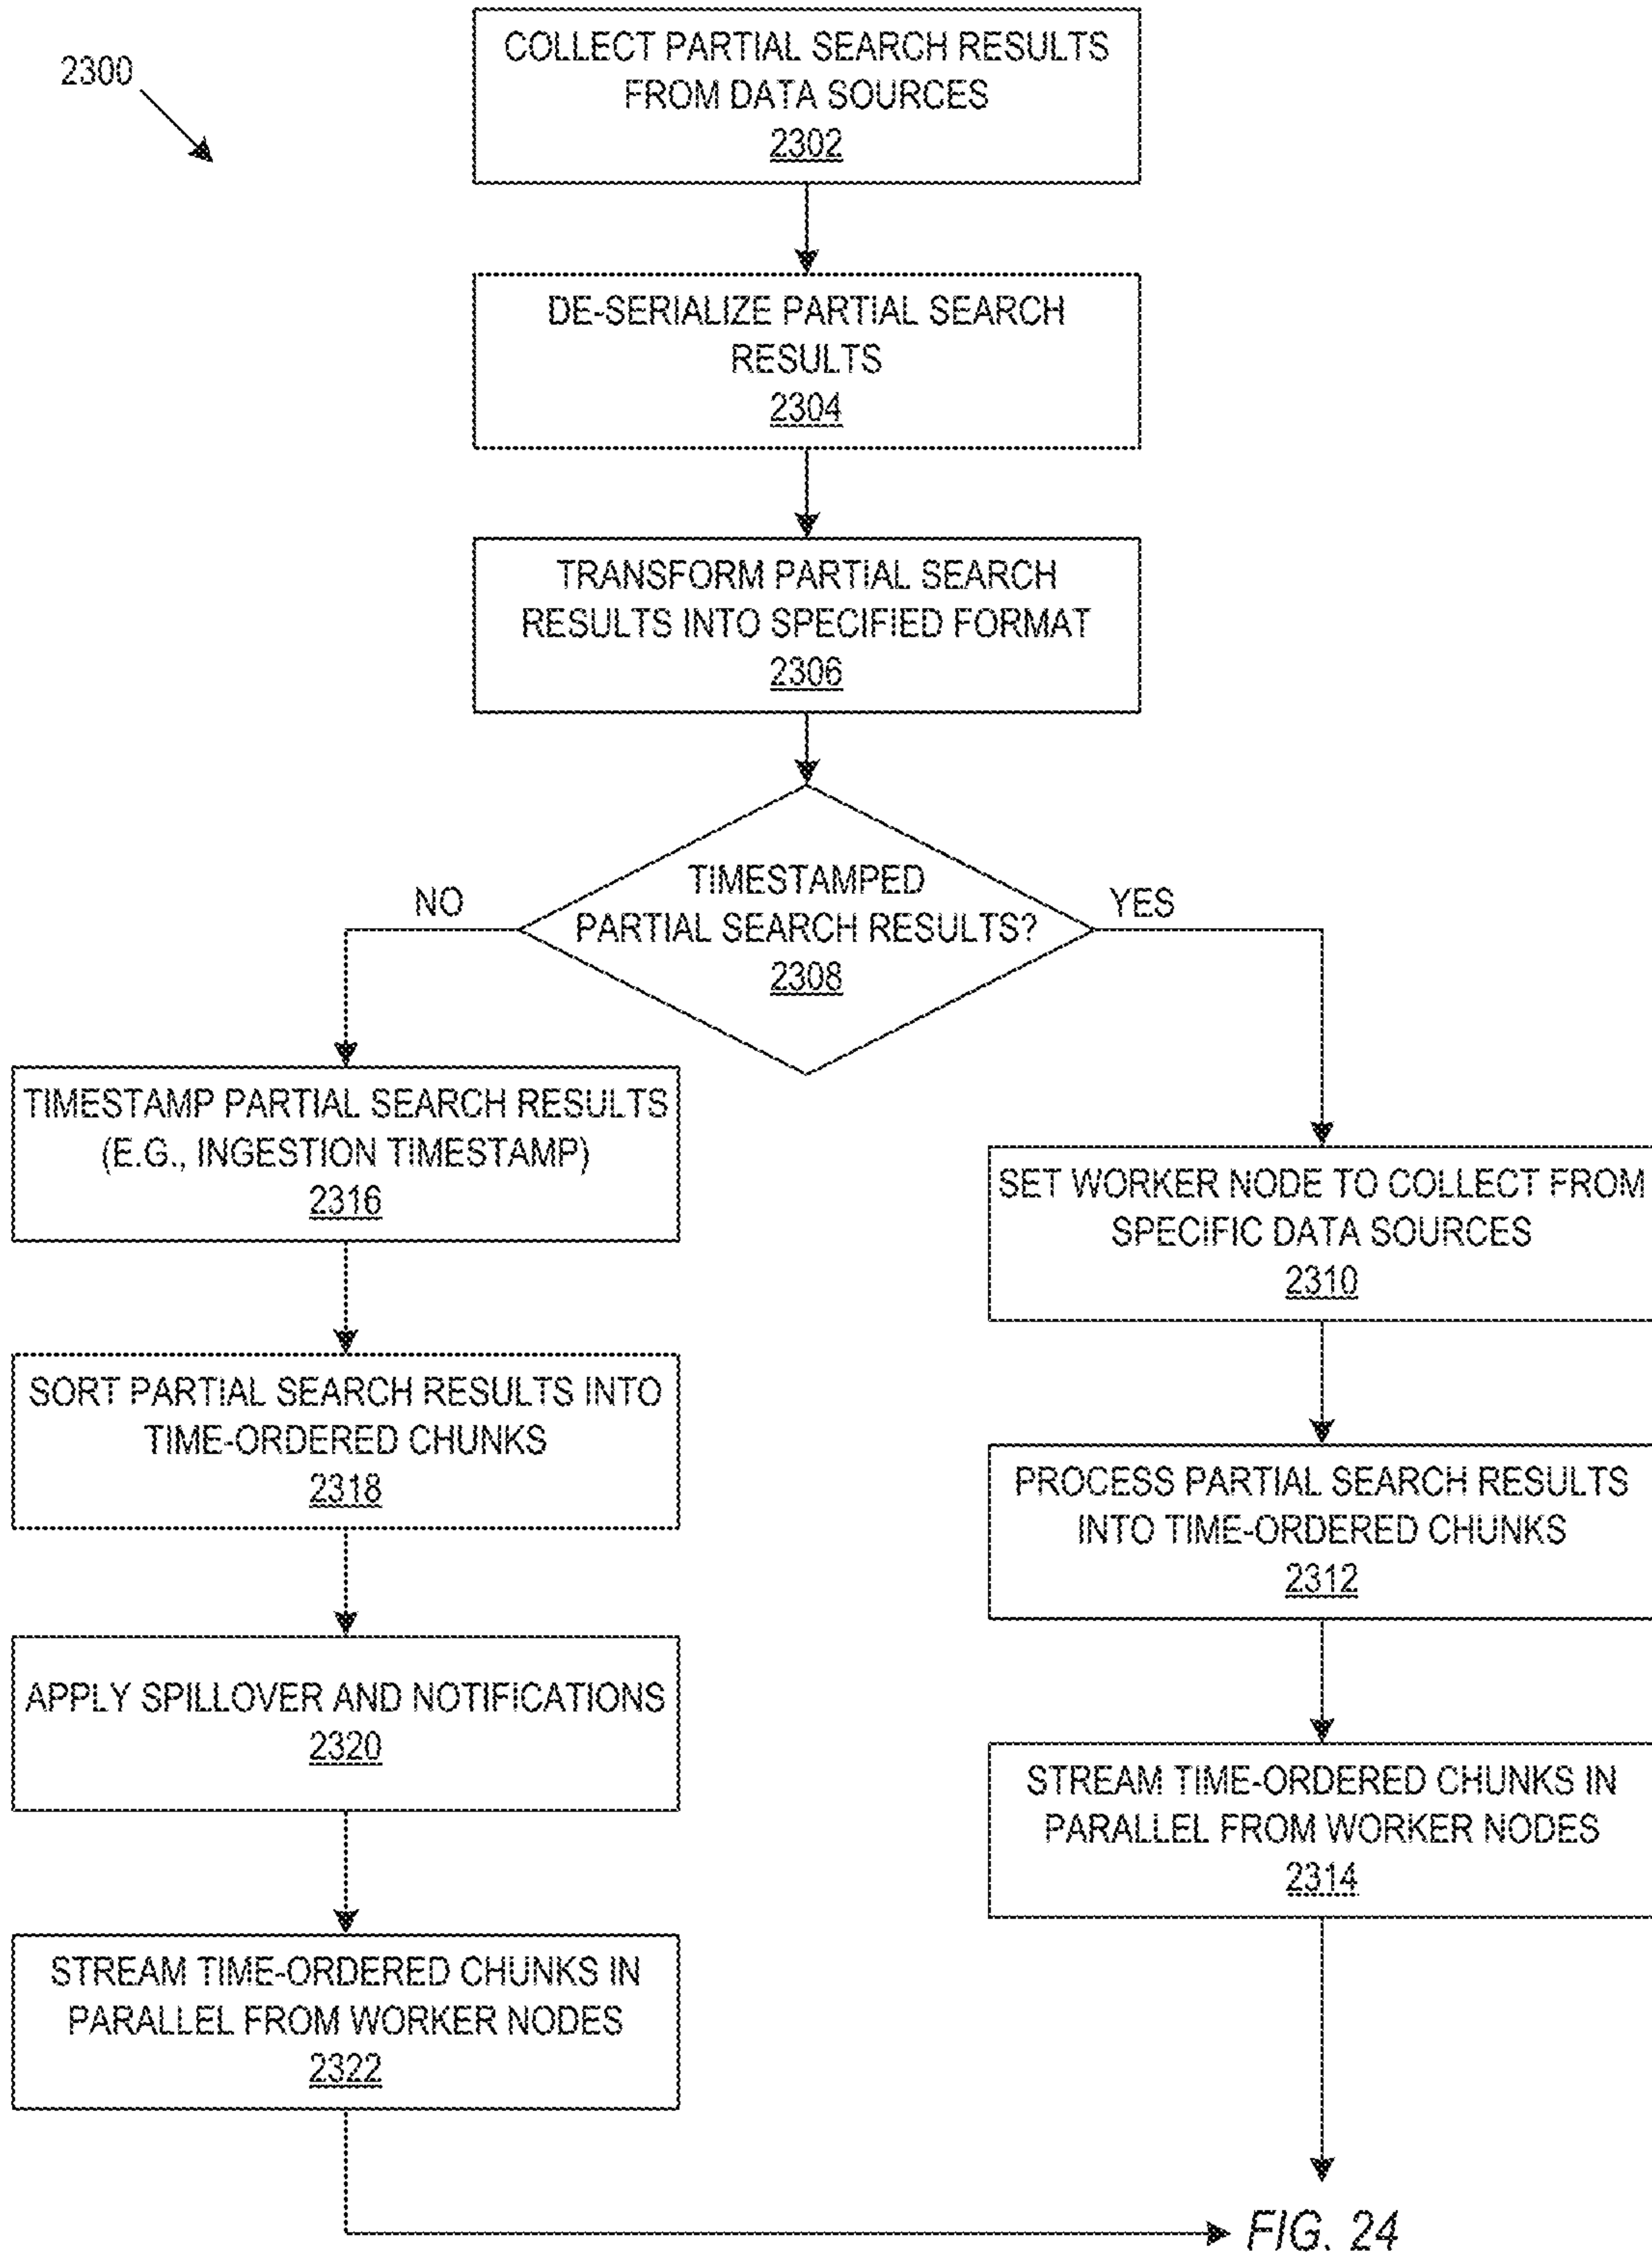 2300
COLLECT PARTIAL SEARCH RESULTS
FROM DATA SOURCES
2302
DE-SERIALIZE PARTIAL SEARCH
RESULTS
2304
TRANSFORM PARTIAL SEARCH
RESULTS INTO SPECIFIED FORMAT
2306
TIMESTAMPED
PARTIAL SEARCH RESULTS?
2308
NO
YES
TIMESTAMP PARTIAL SEARCH RESULTS
(E.G., INGESTION TIMESTAMP)
2316
SORT PARTIAL SEARCH RESULTS INTO
TIME-ORDERED CHUNKS
2318
APPLY SPILLOVER AND NOTIFICATIONS
2320
STREAM TIME-ORDERED CHUNKS IN
PARALLEL FROM WORKER NODES
2322
SET WORKER NODE TO COLLECT FROM
SPECIFIC DATA SOURCES
2310
PROCESS PARTIAL SEARCH RESULTS
INTO TIME-ORDERED CHUNKS
2312
STREAM TIME-ORDERED CHUNKS IN
PARALLEL FROM WORKER NODES
2314
FIG. 24